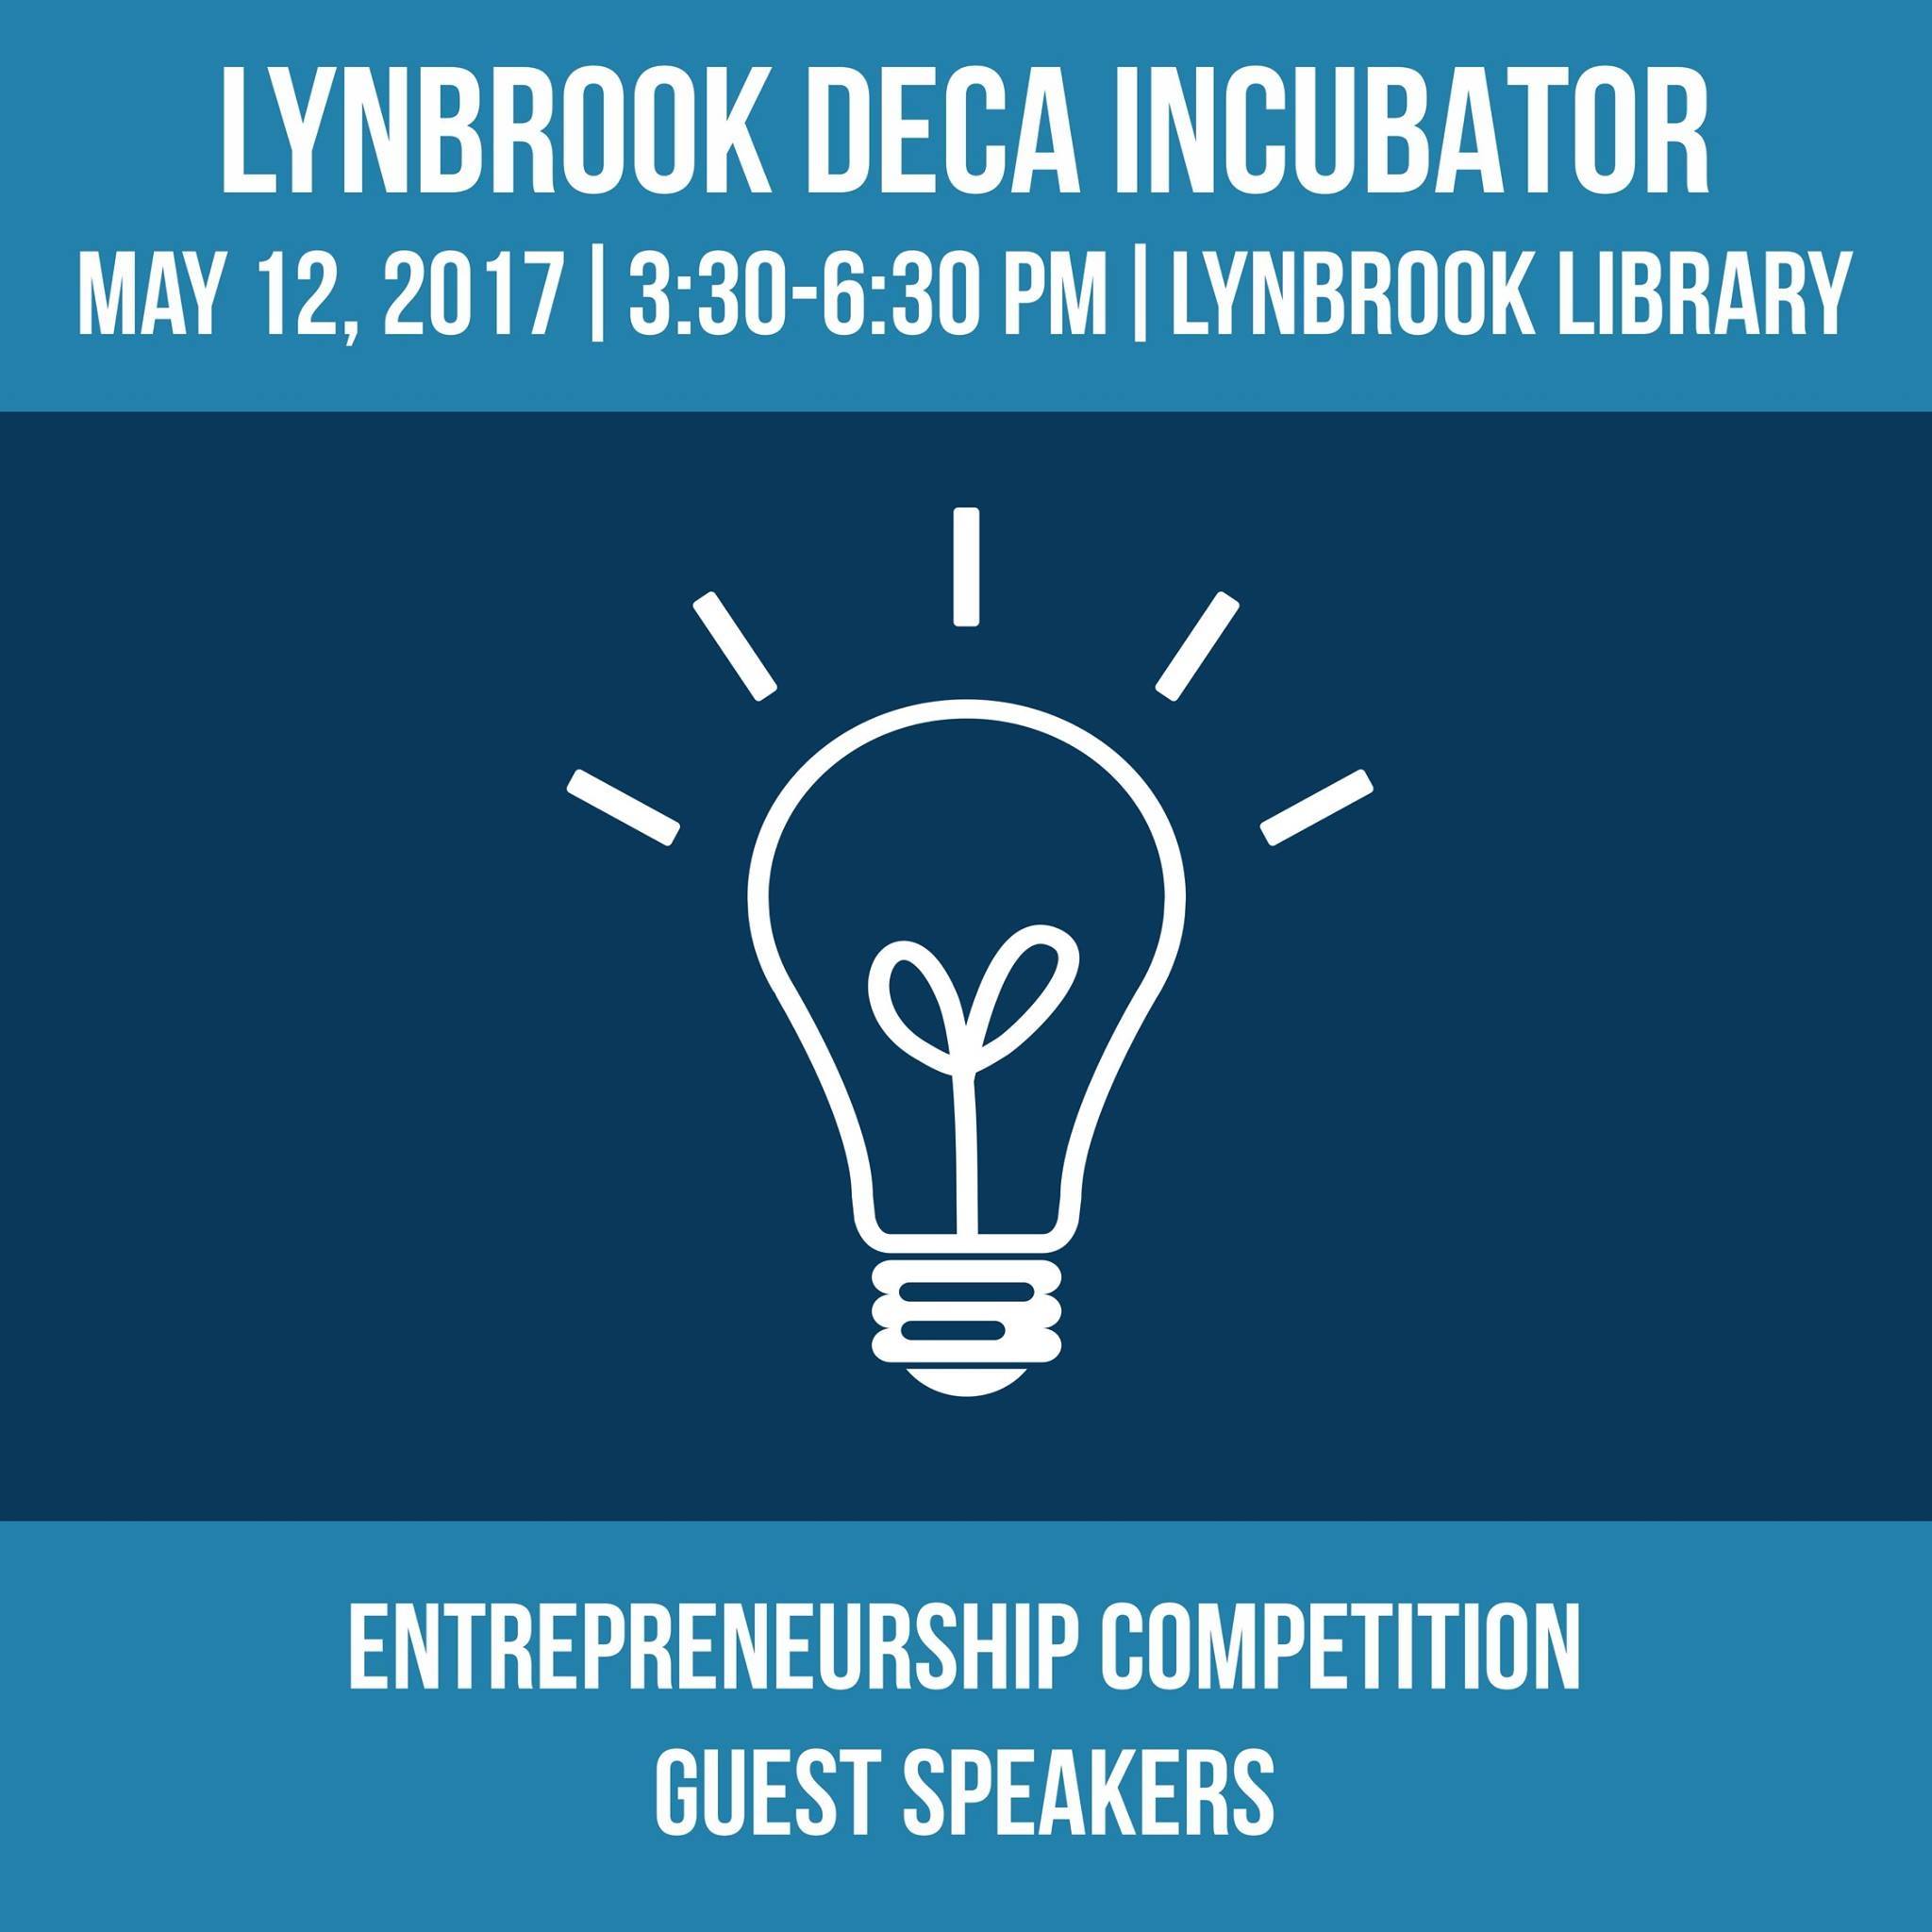 LYNBROOK DECA INCUBATOR
MAY 12, 2017 | 3:30-6:30 PM | LYNBROOK LIBRARY
ENTREPRENEURSHIP COMPETITION
GUEST SPEAKERS